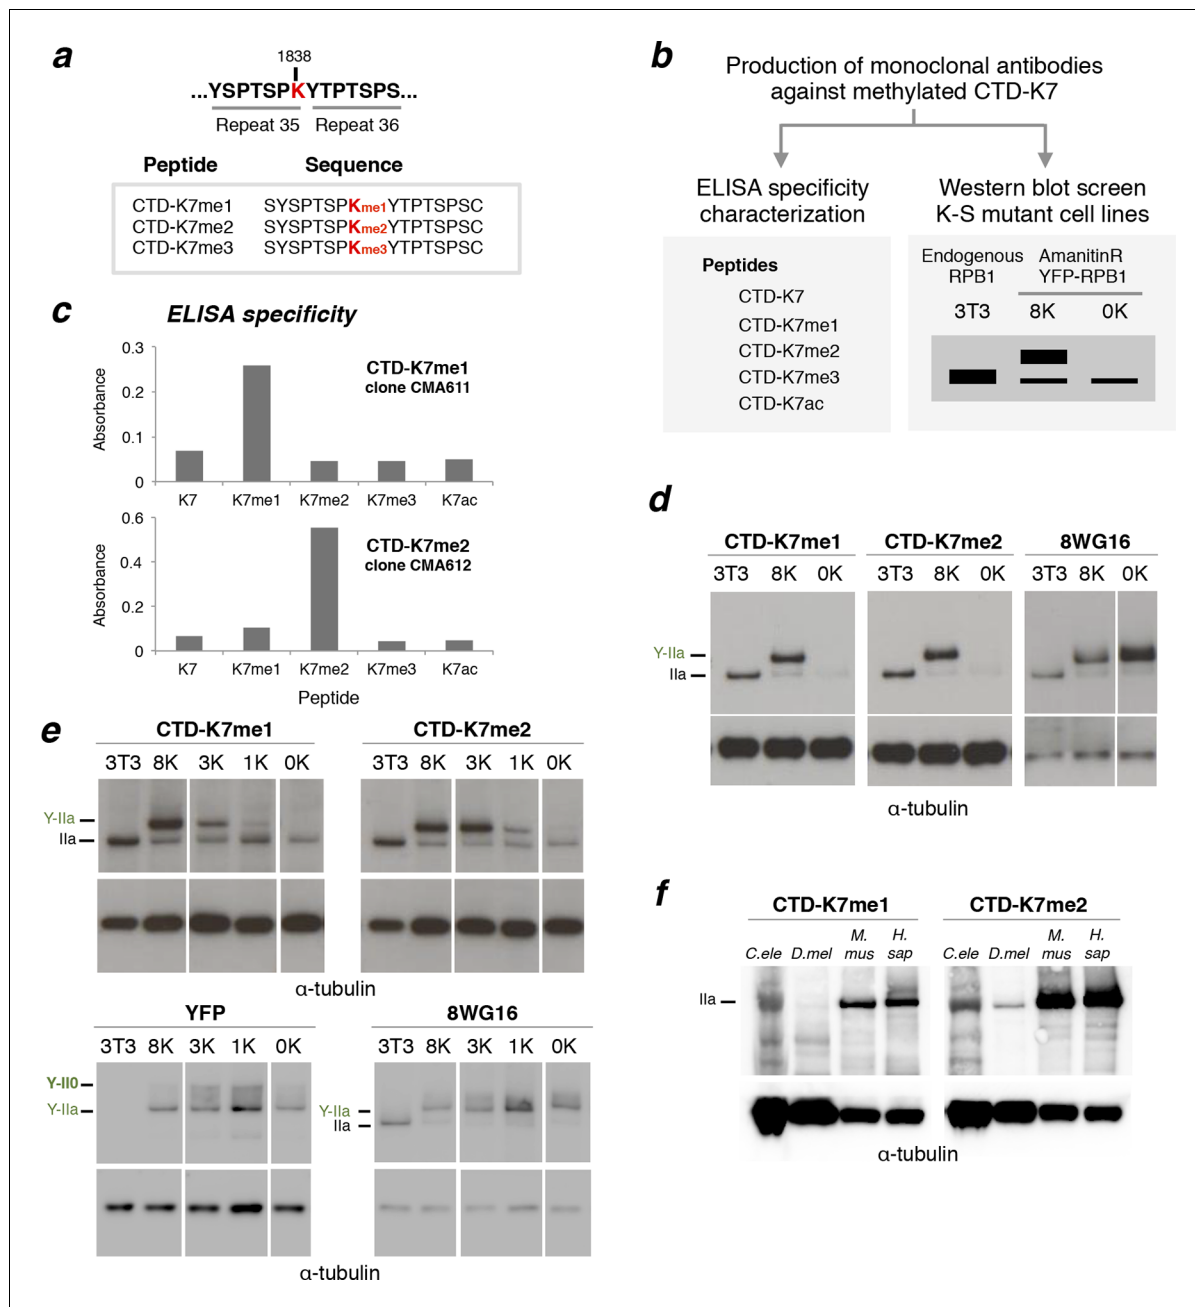 a
1838
...YSPTSPKYTPTSPS...
Repeat 35 Repeat 36
Peptide Sequence
CTD-K7me1 SYSPTSPKme1YTPTSPSC
CTD-K7me2 SYSPTSPKme2YTPTSPSC
CTD-K7me3 SYSPTSPKme3YTPTSPSC
b
Production of monoclonal antibodies
against methylated CTD-K7
ELISA specificity
characterization
Peptides
CTD-K7
CTD-K7me1
CTD-K7me2
CTD-K7me3
CTD-K7ac
Western blot screen
K-S mutant cell lines
Endogenous AmanitinR
RPB1 YFP-RPB1
3T3 8K 0K
c
ELISA specificity
CTD-K7me1
clone CMA611
Absorbance
0.3
0.2
0.1
0
K7 K7me1 K7me2 K7me3 K7ac
CTD-K7me2
clone CMA612
Absorbance
0.6
0.4
0.2
0
K7 K7me1 K7me2 K7me3 K7ac
Peptide
d
CTD-K7me1 CTD-K7me2 8WG16
3T3 8K 0K 3T3 8K 0K 3T3 8K 0K
Y-IIa
IIa
α-tubulin
e
CTD-K7me1 CTD-K7me2
3T3 8K 3K 1K 0K 3T3 8K 3K 1K 0K
Y-IIa
IIa
α-tubulin
YFP 8WG16
3T3 8K 3K 1K 0K 3T3 8K 3K 1K 0K
Y-II0
Y-IIa
Y-IIa
IIa
α-tubulin
f
CTD-K7me1 CTD-K7me2
C.ele D.mel M. mus H. sap C.ele D.mel M. mus H. sap
IIa
α-tubulin